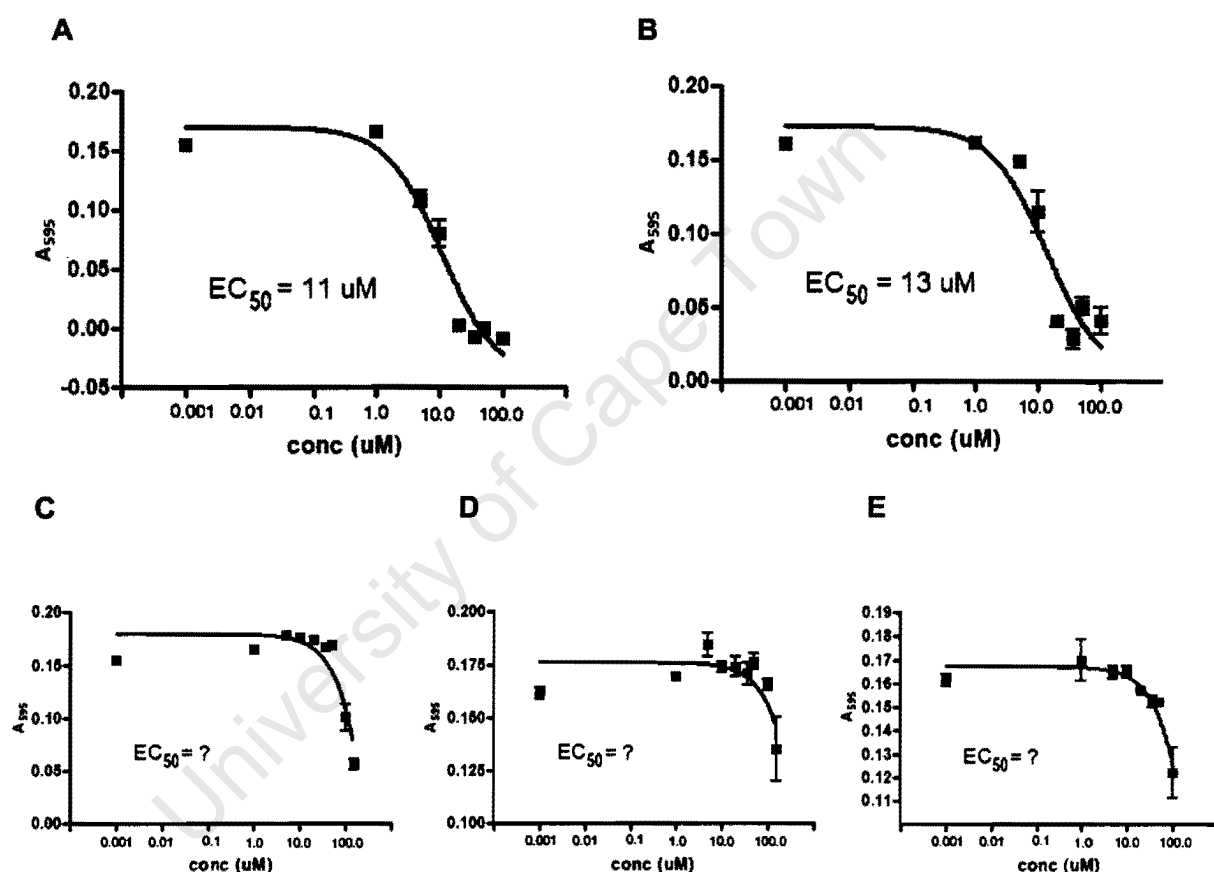 A
0.20
0.15
0.10
0.05
0.00
-0.05
A595
EC50 = 11 uM
0.001 0.01 0.1 1.0 10.0 100.0
conc (uM)
B
0.20
0.15
0.10
0.05
0.00
A595
EC50 = 13 uM
0.001 0.01 0.1 1.0 10.0 100.0
conc (uM)
C
0.20
0.15
0.10
0.05
0.00
A595
EC50 = ?
0.001 0.01 0.1 1.0 10.0 100.0
conc (uM)
D
0.200
0.175
0.150
0.125
0.100
A595
EC50 = ?
0.001 0.01 0.1 1.0 10.0 100.0
conc (uM)
E
0.19
0.18
0.17
0.16
0.15
0.14
0.13
0.12
0.11
A595
EC50 = ?
0.001 0.01 0.1 1.0 10.0 100.0
conc (uM)
University of Cape Town